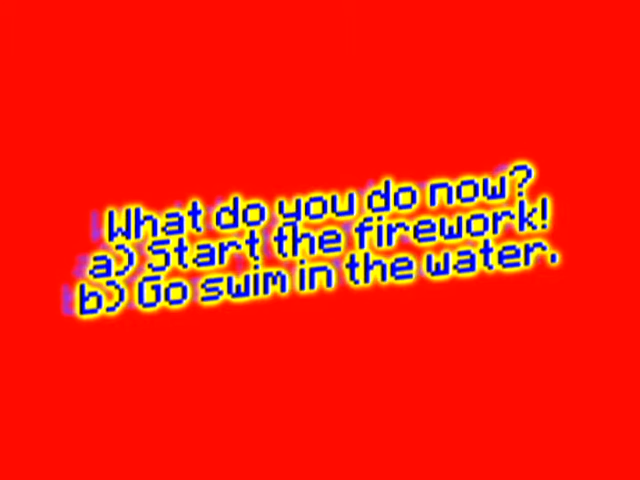 What do you do now?
a) Start the firework!
b) Go swim in the water.